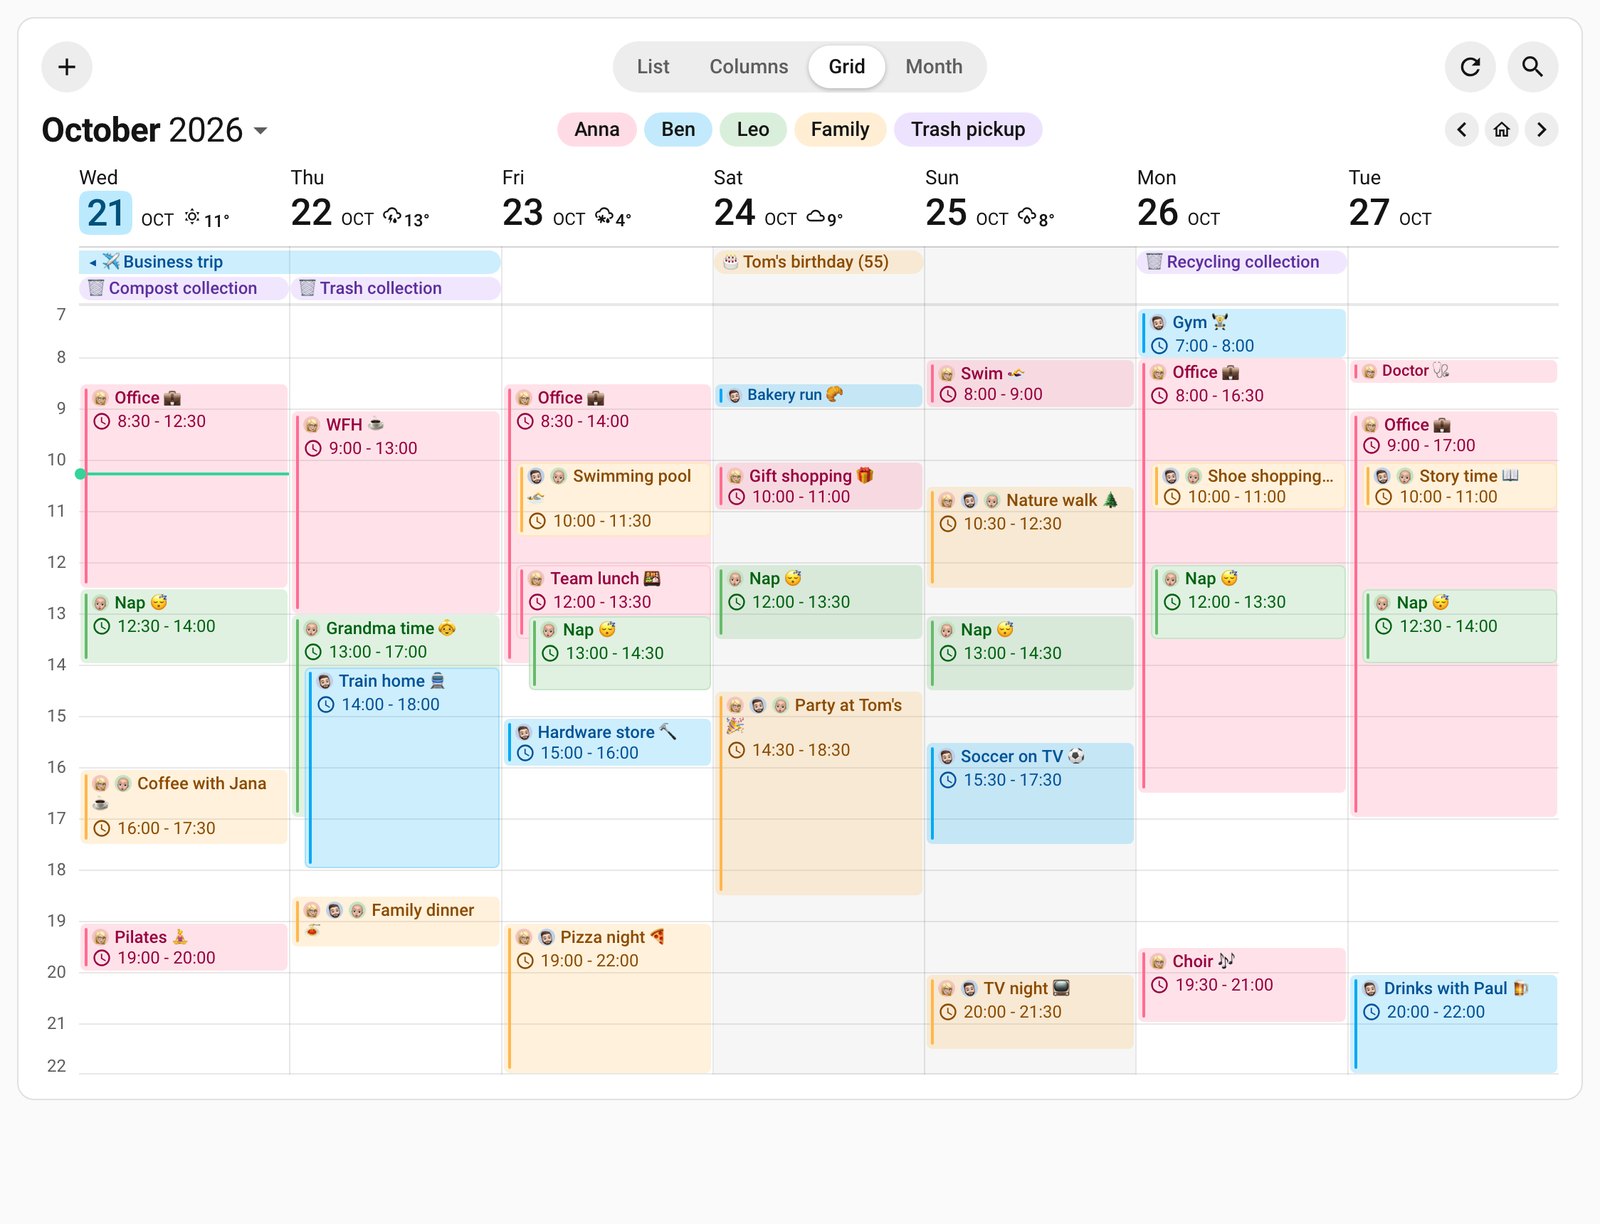 List Columns Grid Month
October 2026
Anna Ben Leo Family Trash pickup
Wed Thu Fri Sat Sun Mon Tue
21 OCT 11° 22 OCT 13° 23 OCT 4° 24 OCT 9° 25 OCT 8° 26 OCT 27 OCT
Business trip
Tom's birthday (55)
Recycling collection
Compost collection
Trash collection
7
8
9
10
11
12
13
14
15
16
17
18
19
20
21
22
Office
8:30 - 12:30
Nap
12:30 - 14:00
Coffee with Jana
16:00 - 17:30
Pilates
19:00 - 20:00
WFH
9:00 - 13:00
Grandma time
13:00 - 17:00
Train home
14:00 - 18:00
Family dinner
Office
8:30 - 14:00
Swimming pool
10:00 - 11:30
Team lunch
12:00 - 13:30
Nap
13:00 - 14:30
Hardware store
15:00 - 16:00
Pizza night
19:00 - 22:00
Bakery run
Gift shopping
10:00 - 11:00
Nap
12:00 - 13:30
Party at Tom's
14:30 - 18:30
Swim
8:00 - 9:00
Nature walk
10:30 - 12:30
Nap
13:00 - 14:30
Soccer on TV
15:30 - 17:30
TV night
20:00 - 21:30
Gym
7:00 - 8:00
Office
8:00 - 16:30
Shoe shopping...
10:00 - 11:00
Nap
12:00 - 13:30
Choir
19:30 - 21:00
Doctor
Office
9:00 - 17:00
Story time
10:00 - 11:00
Nap
12:30 - 14:00
Drinks with Paul
20:00 - 22:00